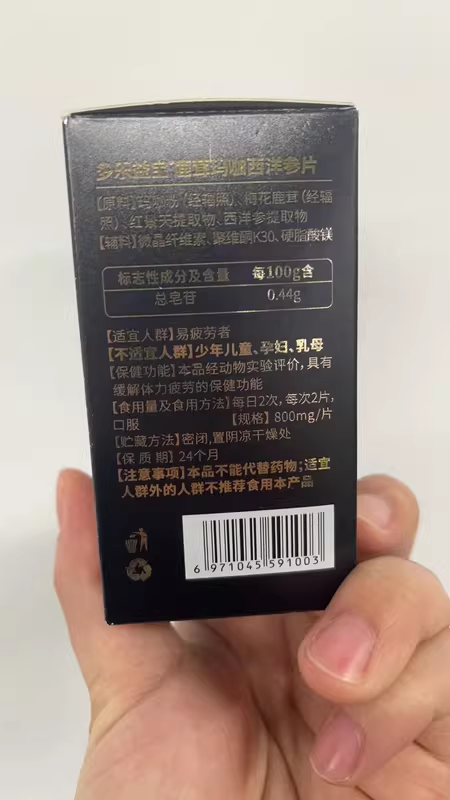 多乐益宝 鹿茸玛咖西洋参片
【原料】玛咖粉(经辐照)、梅花鹿茸(经辐
照)、红景天提取物、西洋参提取物
【辅料】微晶纤维素、聚维酮K30、硬脂酸镁
标志性成分及含量 每100g含
总皂苷 0.44g
【适宜人群】易疲劳者
【不适宜人群】少年儿童、孕妇、乳母
【保健功能】本品经动物实验评价,具有
缓解体力疲劳的保健功能
【食用量及食用方法】每日2次,每次2片,
口服 【规格】800mg/片
【贮藏方法】密闭,置阴凉干燥处
【保质期】24个月
【注意事项】本品不能代替药物;适宜
人群外的人群不推荐食用本产品
6 971045 591003